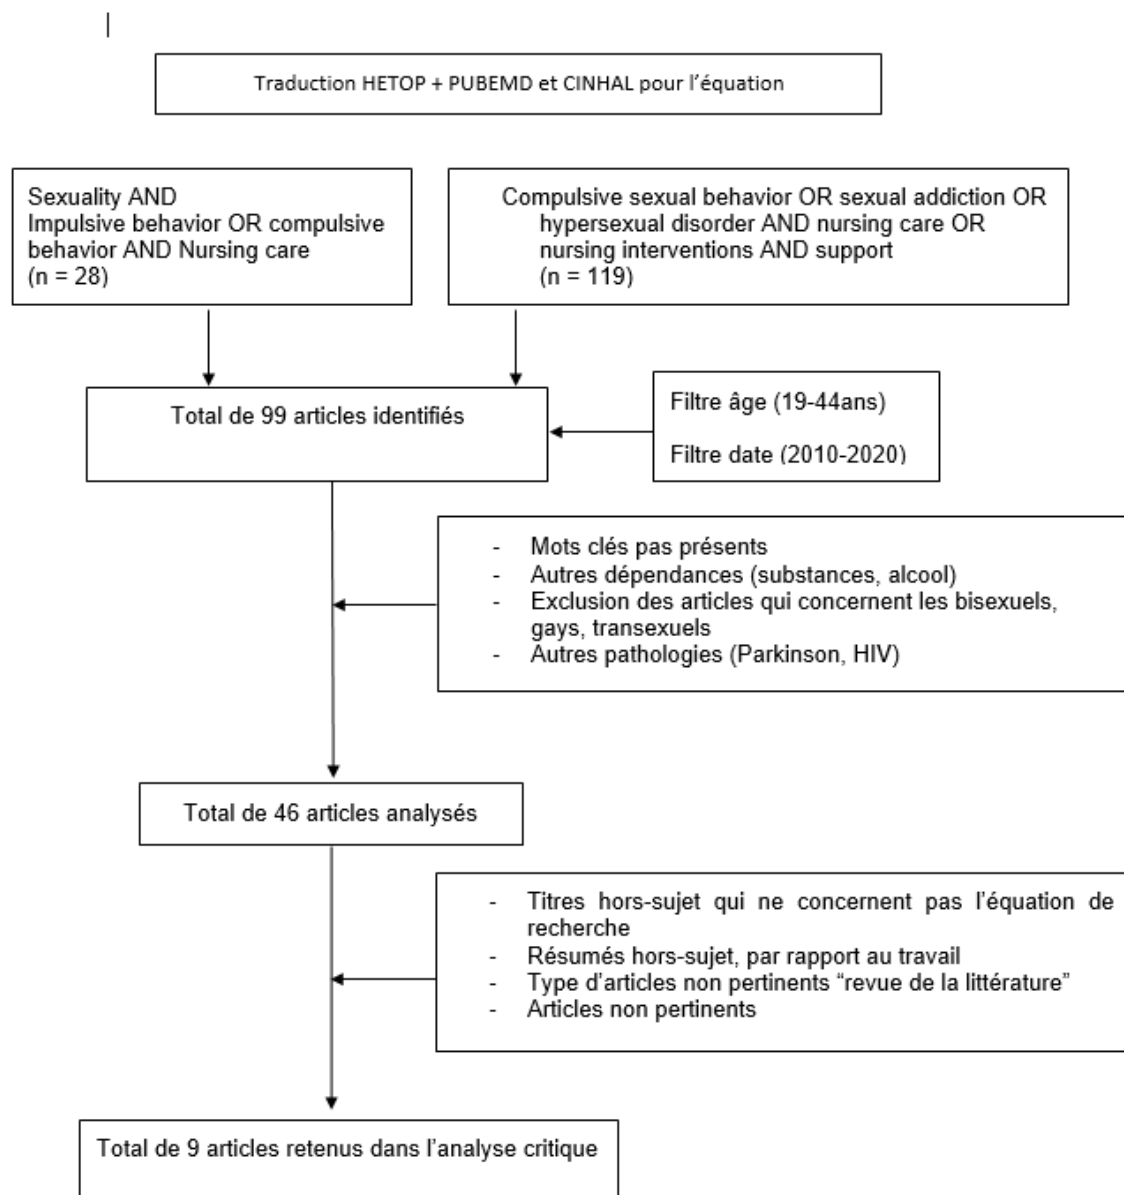 Traduction HETOP + PUBEMD et CINHAL pour l’équation
Sexuality AND
Impulsive behavior OR compulsive
behavior AND Nursing care
(n = 28)
Compulsive sexual behavior OR sexual addiction OR
hypersexual disorder AND nursing care OR
nursing interventions AND support
(n = 119)
Total de 99 articles identifiés
Filtre âge (19-44ans)
Filtre date (2010-2020)
- Mots clés pas présents
- Autres dépendances (substances, alcool)
- Exclusion des articles qui concernent les bisexuels,
gays, transexuels
- Autres pathologies (Parkinson, HIV)
Total de 46 articles analysés
- Titres hors-sujet qui ne concernent pas l’équation de
recherche
- Résumés hors-sujet, par rapport au travail
- Type d’articles non pertinents “revue de la littérature”
- Articles non pertinents
Total de 9 articles retenus dans l’analyse critique